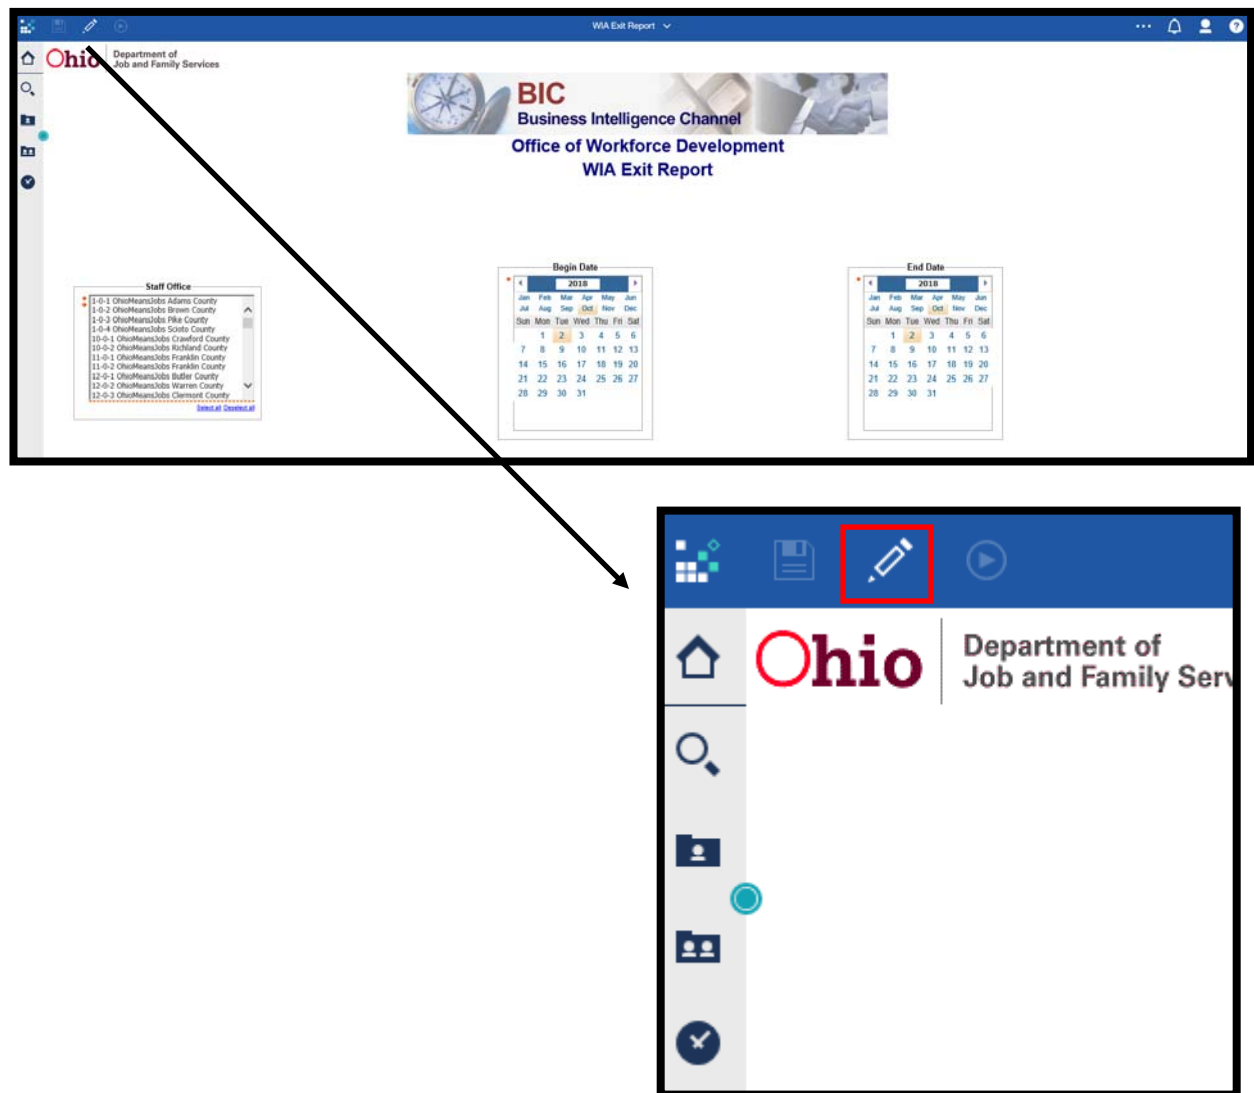 WIA Exit Report
Ohio
Department of
Job and Family Services
BIC
Business Intelligence Channel
Office of Workforce Development
WIA Exit Report
Staff Office
1-0-1 OhioMeansJobs Adams County
1-0-2 OhioMeansJobs Brown County
1-0-3 OhioMeansJobs Pike County
1-0-4 OhioMeansJobs Scioto County
10-0-1 OhioMeansJobs Crawford County
10-0-2 OhioMeansJobs Richland County
11-0-1 OhioMeansJobs Franklin County
11-0-2 OhioMeansJobs Franklin County
12-0-1 OhioMeansJobs Butler County
12-0-2 OhioMeansJobs Warren County
12-0-3 OhioMeansJobs Clermont County
Select all Deselect all
Begin Date
2018
Jan Feb Mar Apr May Jun
Jul Aug Sep Oct Nov Dec
Sun Mon Tue Wed Thu Fri Sat
1 2 3 4 5 6
7 8 9 10 11 12 13
14 15 16 17 18 19 20
21 22 23 24 25 26 27
28 29 30 31
End Date
2018
Jan Feb Mar Apr May Jun
Jul Aug Sep Oct Nov Dec
Sun Mon Tue Wed Thu Fri Sat
1 2 3 4 5 6
7 8 9 10 11 12 13
14 15 16 17 18 19 20
21 22 23 24 25 26 27
28 29 30 31
Ohio
Department of
Job and Family Serv